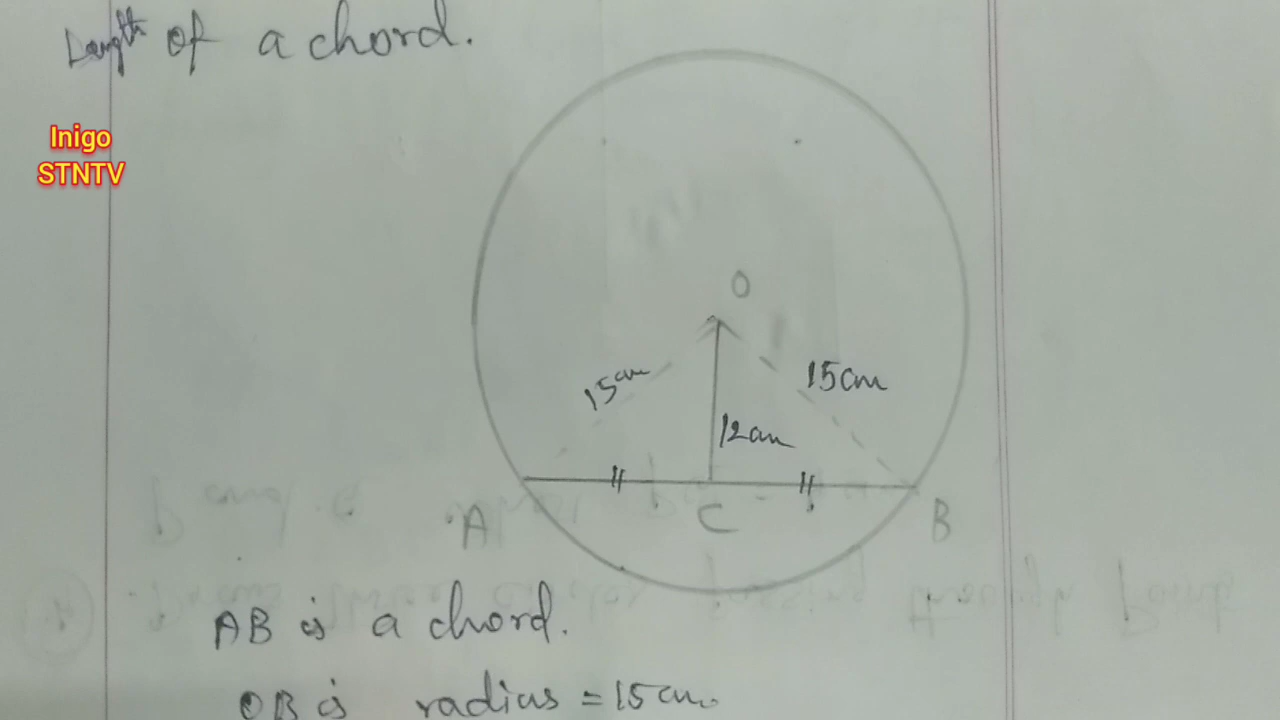 Length of a chord.
Inigo
STNTV
O
15cm
15cm
12cm
A
C
B
AB is a chord.
OB is radius = 15cm.